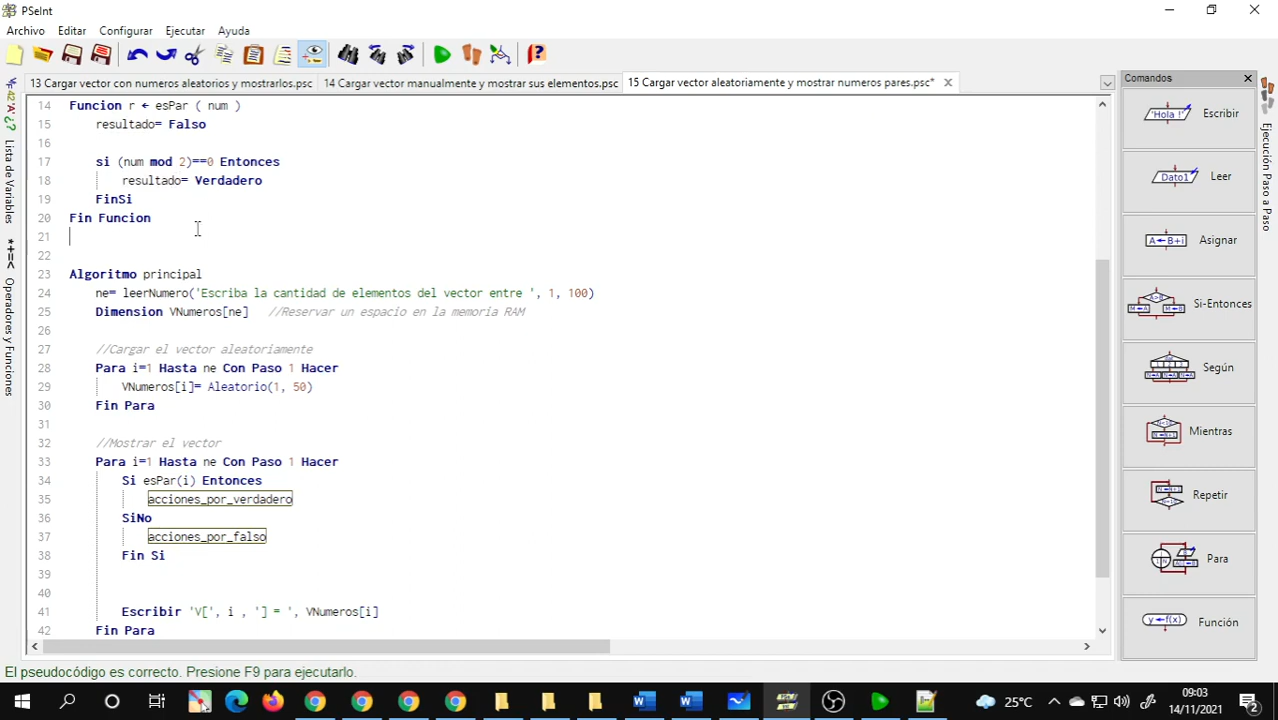 PSeInt
Archivo Editar Configurar Ejecutar Ayuda
13 Cargar vector con numeros aleatorios y mostrarlos.psc 14 Cargar vector manualmente y mostrar sus elementos.psc 15 Cargar vector aleatoriamente y mostrar numeros pares.psc*
14 Funcion r ← esPar ( num )
15 resultado= Falso
16
17 si (num mod 2)==0 Entonces
18 resultado= Verdadero
19 FinSi
20 Fin Funcion
21
22
23 Algoritmo principal
24 ne= leerNumero('Escriba la cantidad de elementos del vector entre ', 1, 100)
25 Dimension VNumeros[ne] //Reservar un espacio en la memoria RAM
26
27 //Cargar el vector aleatoriamente
28 Para i=1 Hasta ne Con Paso 1 Hacer
29 VNumeros[i]= Aleatorio(1, 50)
30 Fin Para
31
32 //Mostrar el vector
33 Para i=1 Hasta ne Con Paso 1 Hacer
34 Si esPar(i) Entonces
35 acciones_por_verdadero
36 SiNo
37 acciones_por_falso
38 Fin Si
39
40
41 Escribir 'V[', i , '] = ', VNumeros[i]
42 Fin Para
El pseudocódigo es correcto. Presione F9 para ejecutarlo.
Lista de Variables
*+=< Operadores y Funciones
Comandos
'Hola !' Escribir
Dato1 Leer
A←B+i Asignar
Si-Entonces
Según
Mientras
Repetir
Para
y←f(x) Función
Ejecución Paso a Paso
25°C
09:03
14/11/2021
2